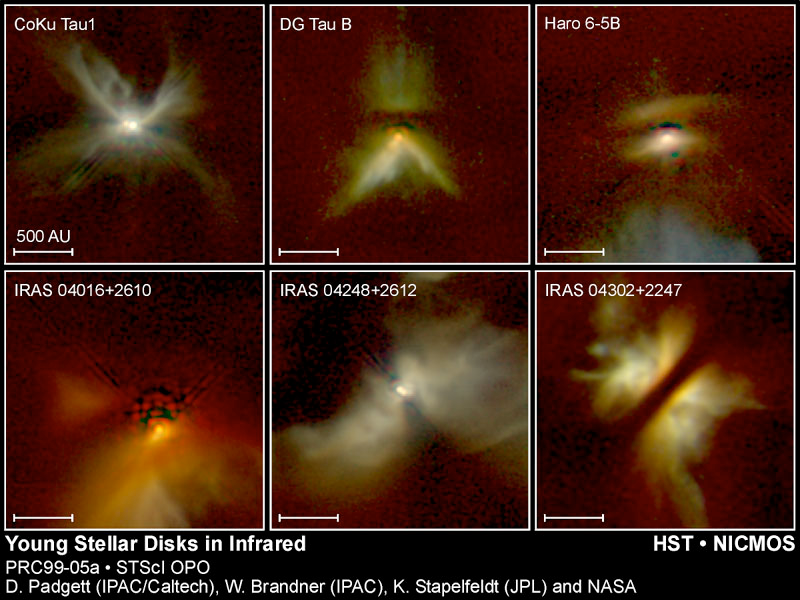 CoKu Tau1
DG Tau B
Haro 6-5B
500 AU
IRAS 04016+2610
IRAS 04248+2612
IRAS 04302+2247
Young Stellar Disks in Infrared
HST • NICMOS
PRC99-05a • STScI OPO
D. Padgett (IPAC/Caltech), W. Brandner (IPAC), K. Stapelfeldt (JPL) and NASA